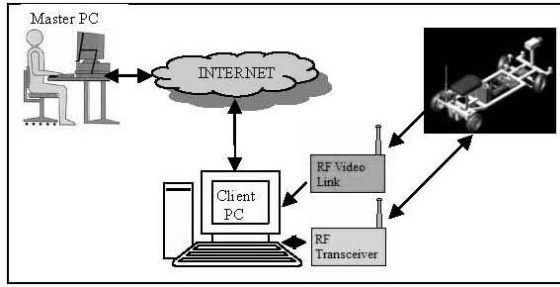 Master PC
INTERNET
Client
PC
RF Video
Link
RF
Transceiver